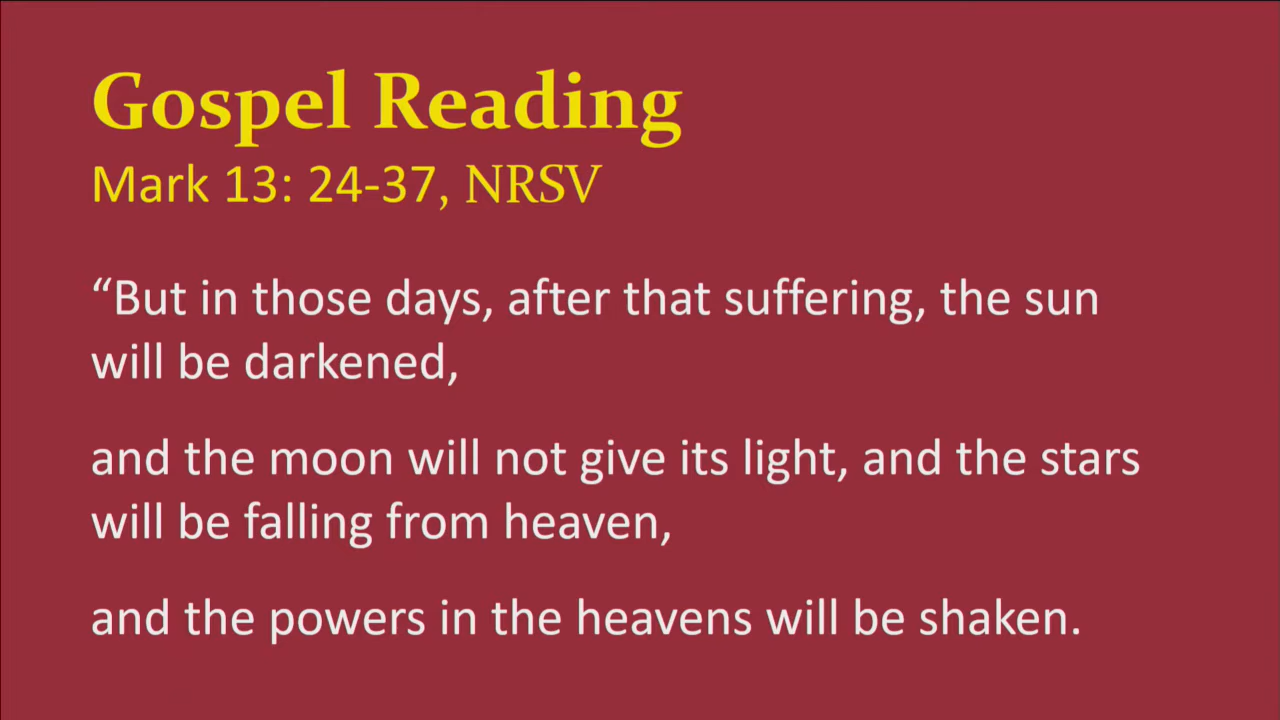 Gospel Reading
Mark 13: 24-37, NRSV
“But in those days, after that suffering, the sun
will be darkened,
and the moon will not give its light, and the stars
will be falling from heaven,
and the powers in the heavens will be shaken.